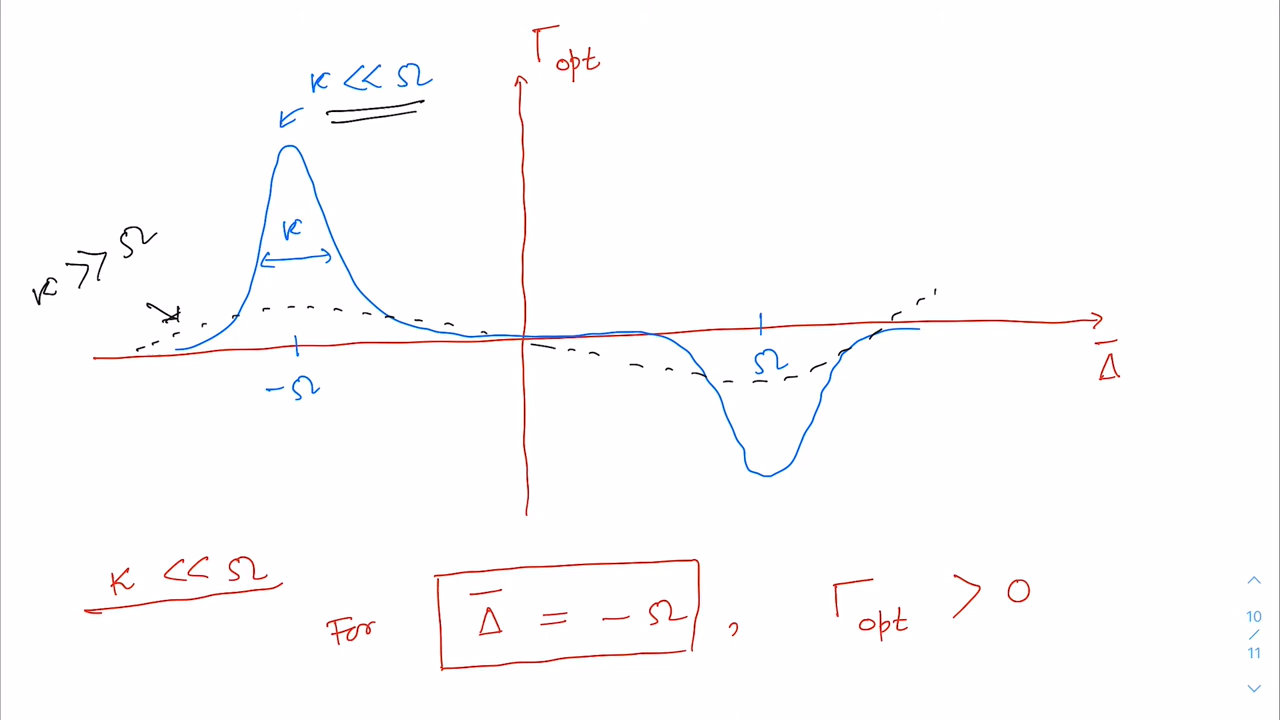 Γopt
κ << Ω
κ
κ >> Ω
-Ω
Ω
Δ̅
κ << Ω
For Δ̅ = - Ω , Γopt > 0
10
/
11